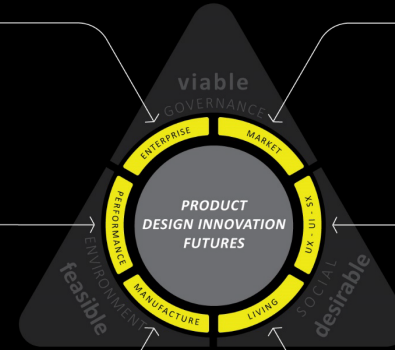 viable
GOVERNANCE
ENTERPRISE
MARKET
PERFORMANCE
UX - UI - SX
PRODUCT
DESIGN INNOVATION
FUTURES
ENVIRONMENT
feasible
SOCIAL
desirable
MANUFACTURE
LIVING